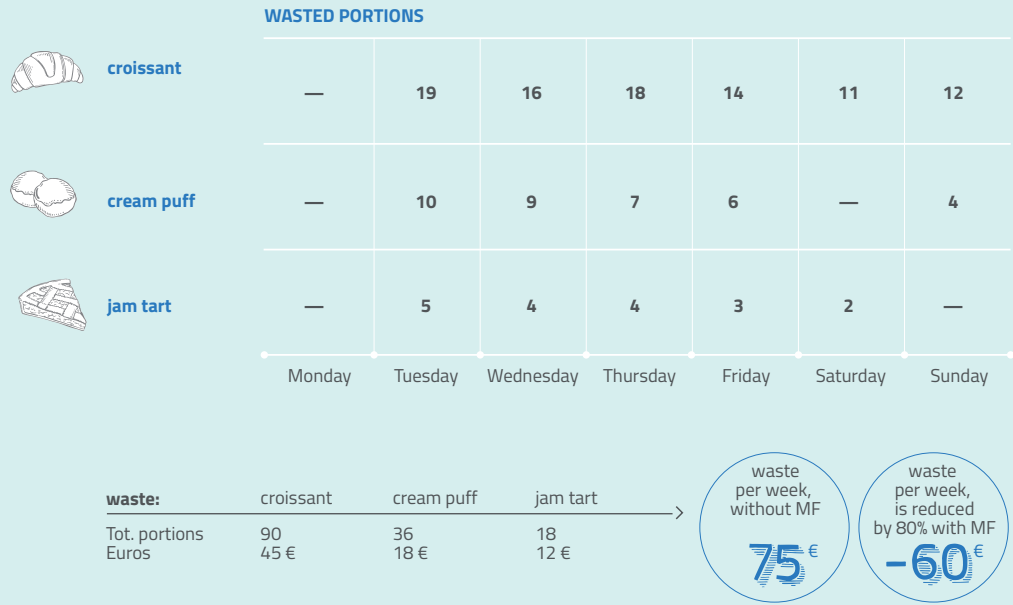 WASTED PORTIONS
croissant
— 19 16 18 14 11 12
cream puff
— 10 9 7 6 — 4
jam tart
— 5 4 4 3 2 —
Monday Tuesday Wednesday Thursday Friday Saturday Sunday
waste: croissant cream puff jam tart
Tot. portions 90 36 18
Euros 45 € 18 € 12 €
waste
per week,
without MF
75 €
waste
per week,
is reduced
by 80% with MF
-60 €